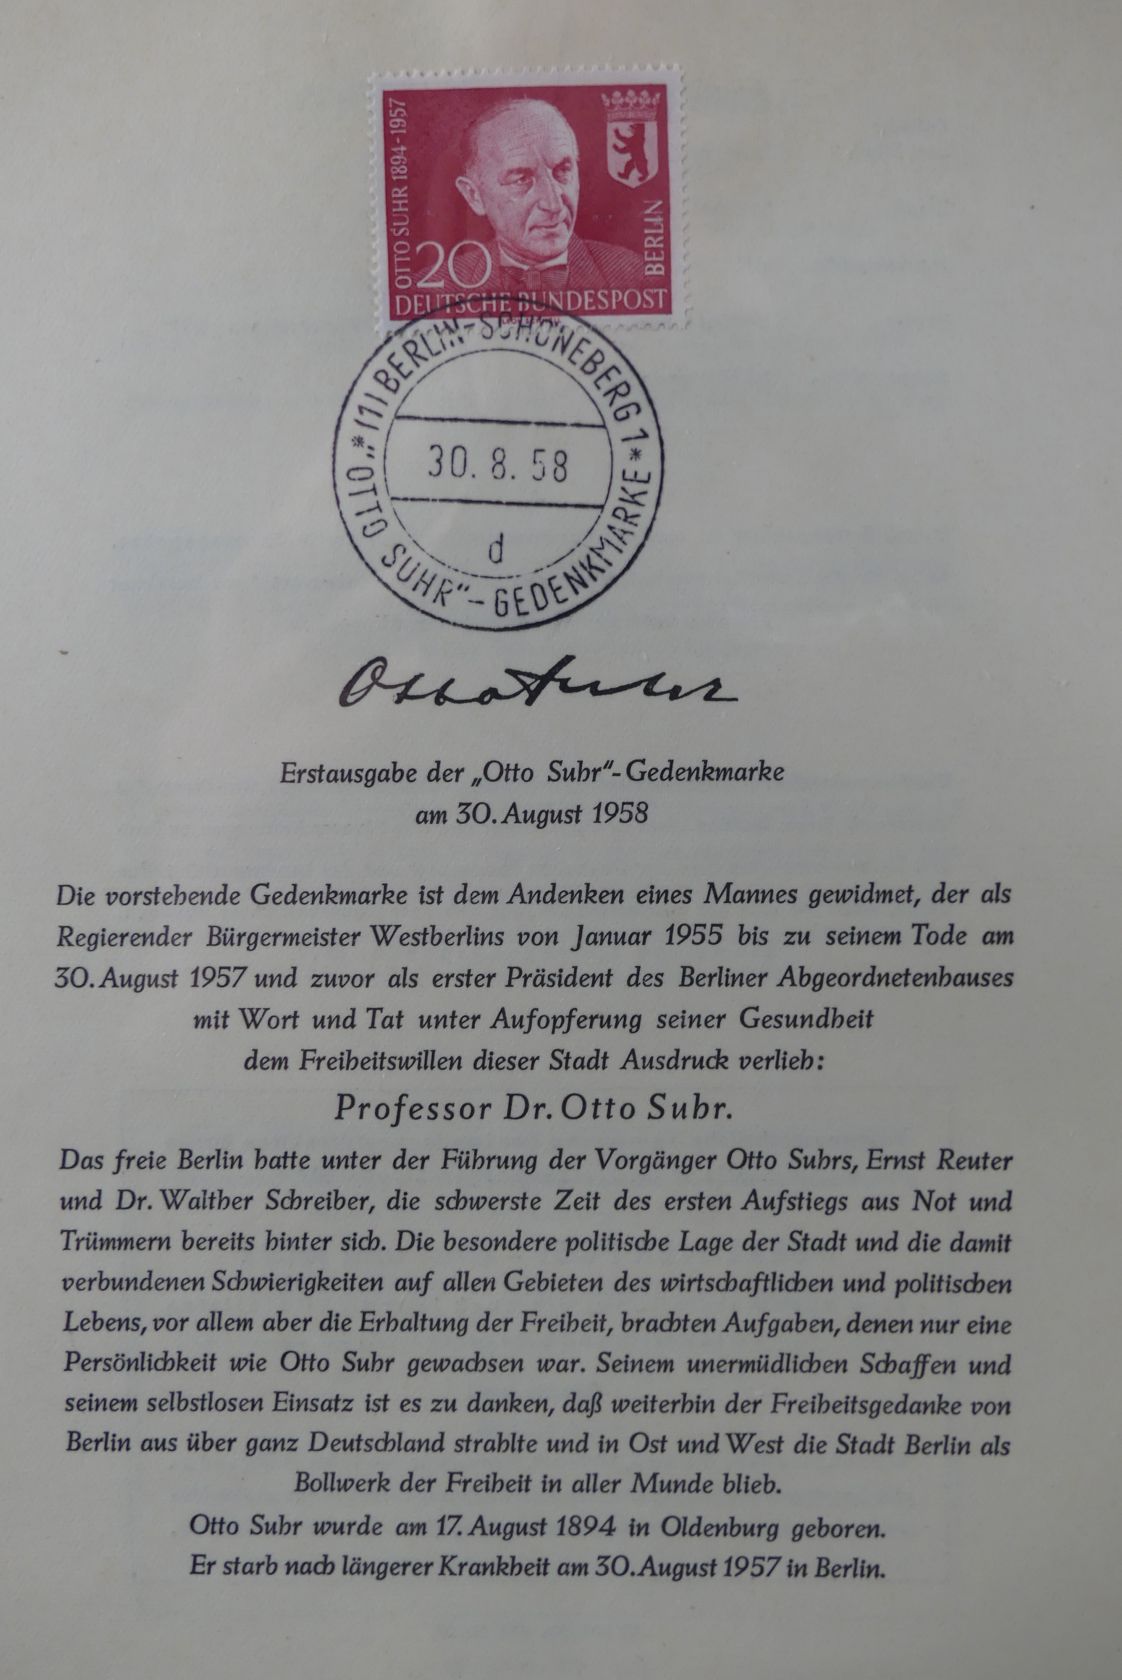 OTTO SUHR 1894-1957
20
BERLIN
DEUTSCHE BUNDESPOST
* (1) BERLIN-SCHÖNEBERG 1 *
30.8.58
d
„OTTO SUHR“-GEDENKMARKE
Otto Suhr
Erstausgabe der „Otto Suhr“-Gedenkmarke
am 30. August 1958
Die vorstehende Gedenkmarke ist dem Andenken eines Mannes gewidmet, der als
Regierender Bürgermeister Westberlins von Januar 1955 bis zu seinem Tode am
30. August 1957 und zuvor als erster Präsident des Berliner Abgeordnetenhauses
mit Wort und Tat unter Aufopferung seiner Gesundheit
dem Freiheitswillen dieser Stadt Ausdruck verlieh:
Professor Dr. Otto Suhr.
Das freie Berlin hatte unter der Führung der Vorgänger Otto Suhrs, Ernst Reuter
und Dr. Walther Schreiber, die schwerste Zeit des ersten Aufstiegs aus Not und
Trümmern bereits hinter sich. Die besondere politische Lage der Stadt und die damit
verbundenen Schwierigkeiten auf allen Gebieten des wirtschaftlichen und politischen
Lebens, vor allem aber die Erhaltung der Freiheit, brachten Aufgaben, denen nur eine
Persönlichkeit wie Otto Suhr gewachsen war. Seinem unermüdlichen Schaffen und
seinem selbstlosen Einsatz ist es zu danken, daß weiterhin der Freiheitsgedanke von
Berlin aus über ganz Deutschland strahlte und in Ost und West die Stadt Berlin als
Bollwerk der Freiheit in aller Munde blieb.
Otto Suhr wurde am 17. August 1894 in Oldenburg geboren.
Er starb nach längerer Krankheit am 30. August 1957 in Berlin.